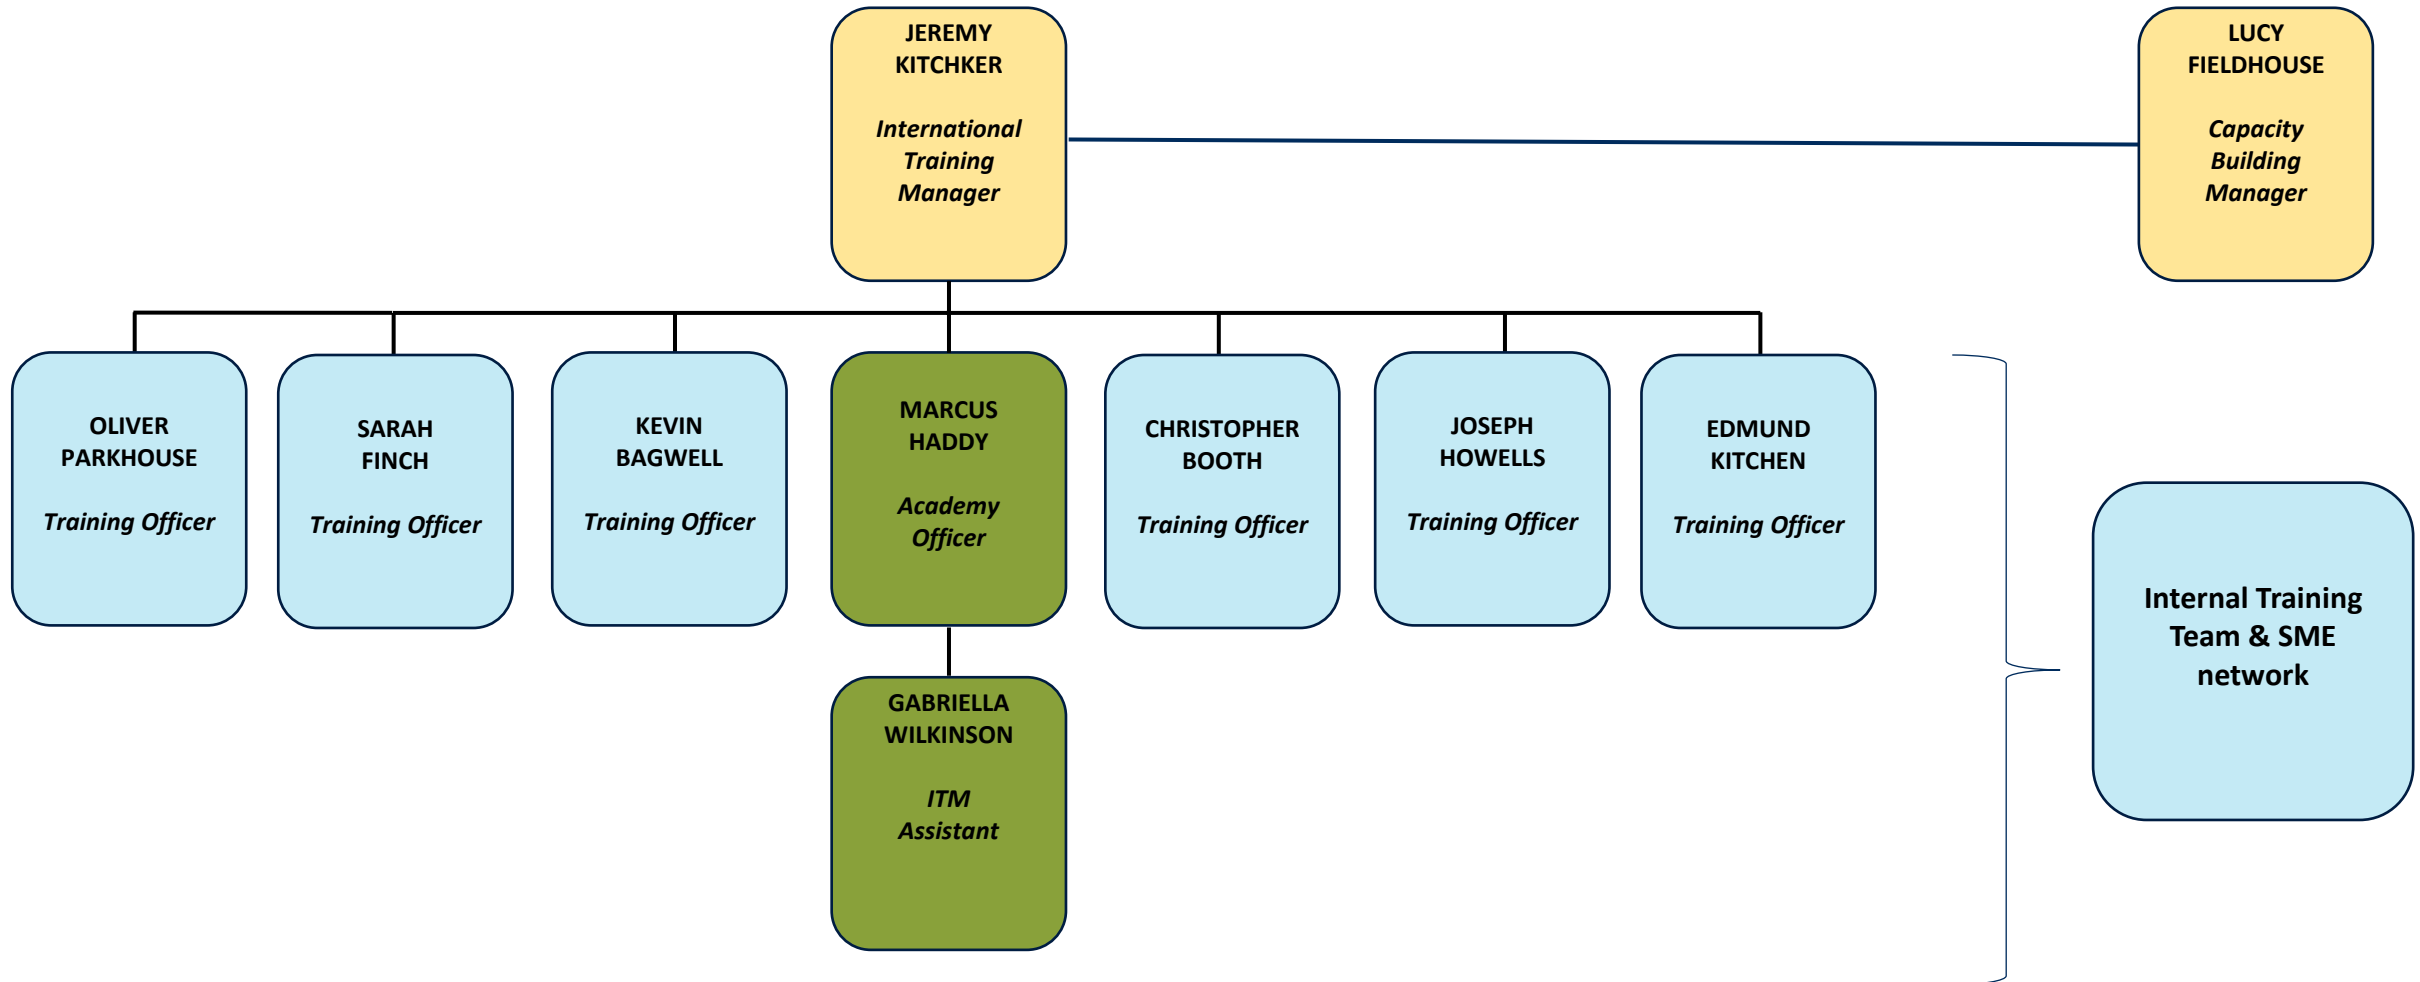 JEREMY
KITCHKER
International
Training
Manager
LUCY
FIELDHOUSE
Capacity
Building
Manager
OLIVER
PARKHOUSE
Training Officer
SARAH
FINCH
Training Officer
KEVIN
BAGWELL
Training Officer
MARCUS
HADDY
Academy
Officer
CHRISTOPHER
BOOTH
Training Officer
JOSEPH
HOWELLS
Training Officer
EDMUND
KITCHEN
Training Officer
Internal Training
Team & SME
network
GABRIELLA
WILKINSON
ITM
Assistant